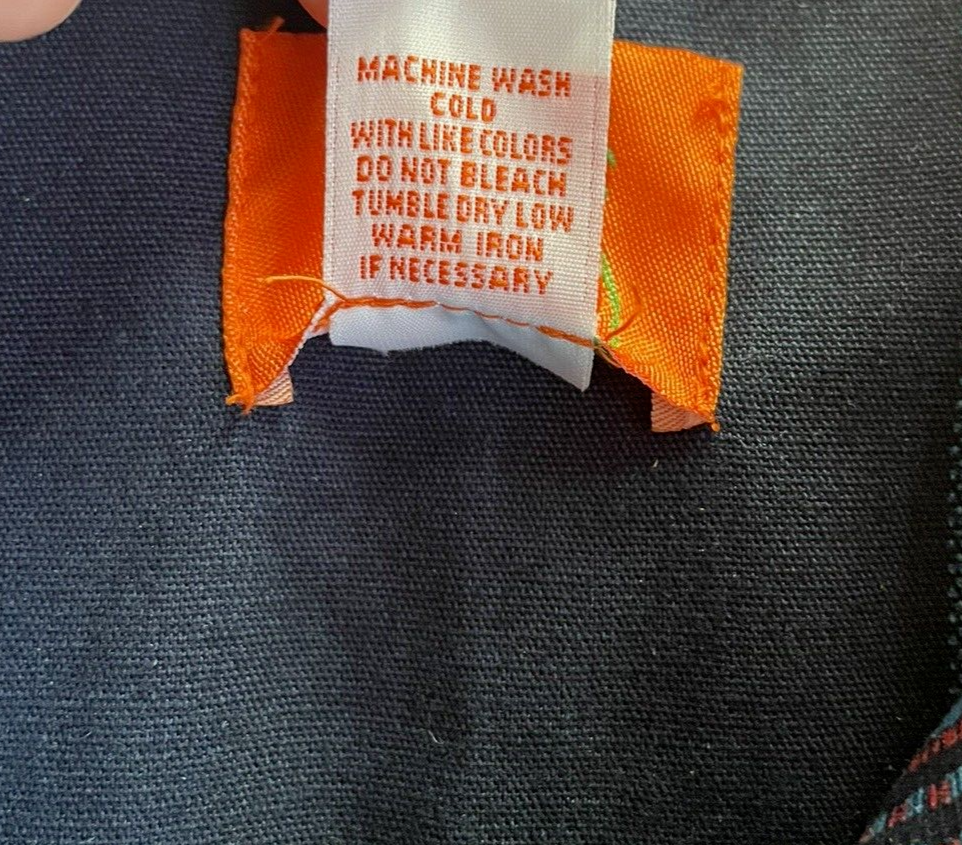 MACHINE WASH
COLD
WITH LIKE COLORS
DO NOT BLEACH
TUMBLE DRY LOW
WARM IRON
IF NECESSARY